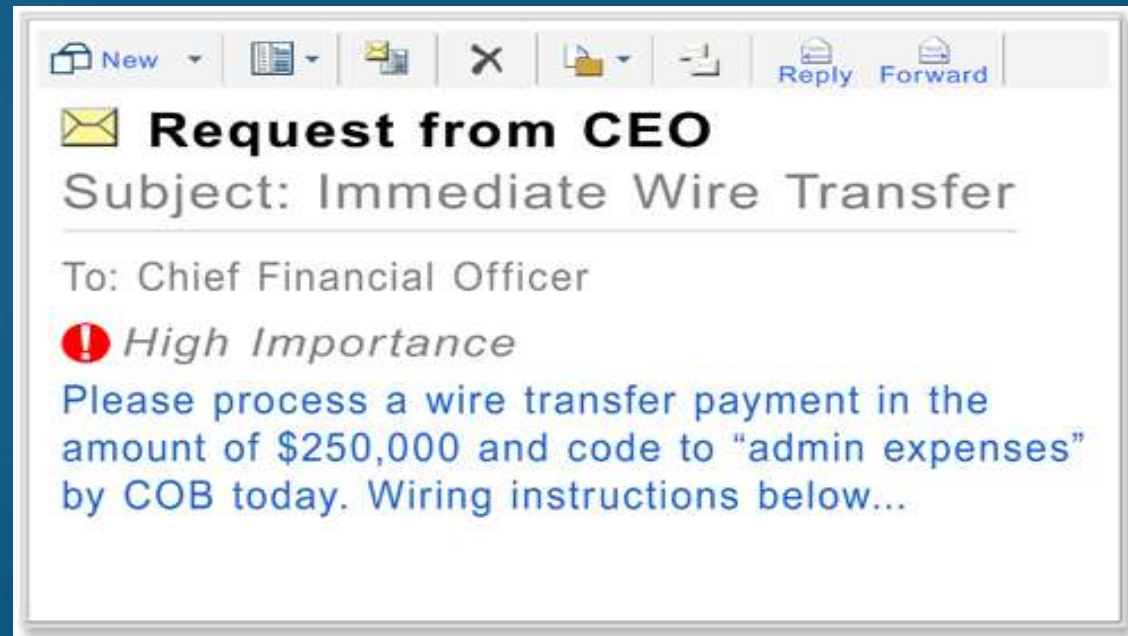 New Reply Forward
Request from CEO
Subject: Immediate Wire Transfer
To: Chief Financial Officer
High Importance
Please process a wire transfer payment in the
amount of $250,000 and code to “admin expenses”
by COB today. Wiring instructions below...